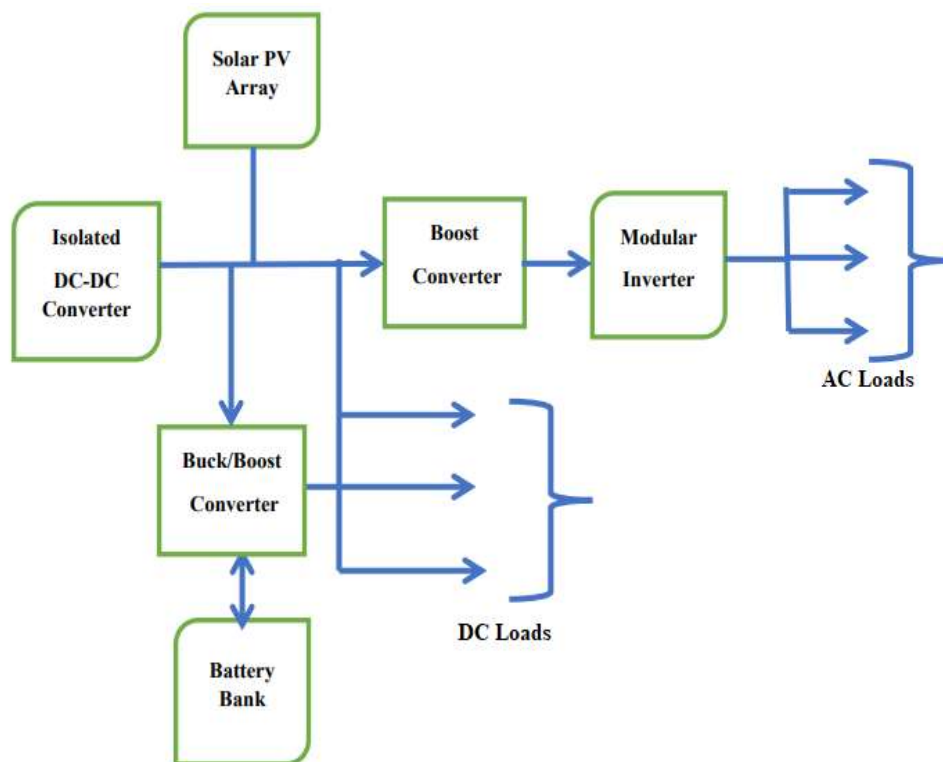 Solar PV
Array
Isolated
DC-DC
Converter
Boost
Converter
Modular
Inverter
AC Loads
Buck/Boost
Converter
DC Loads
Battery
Bank